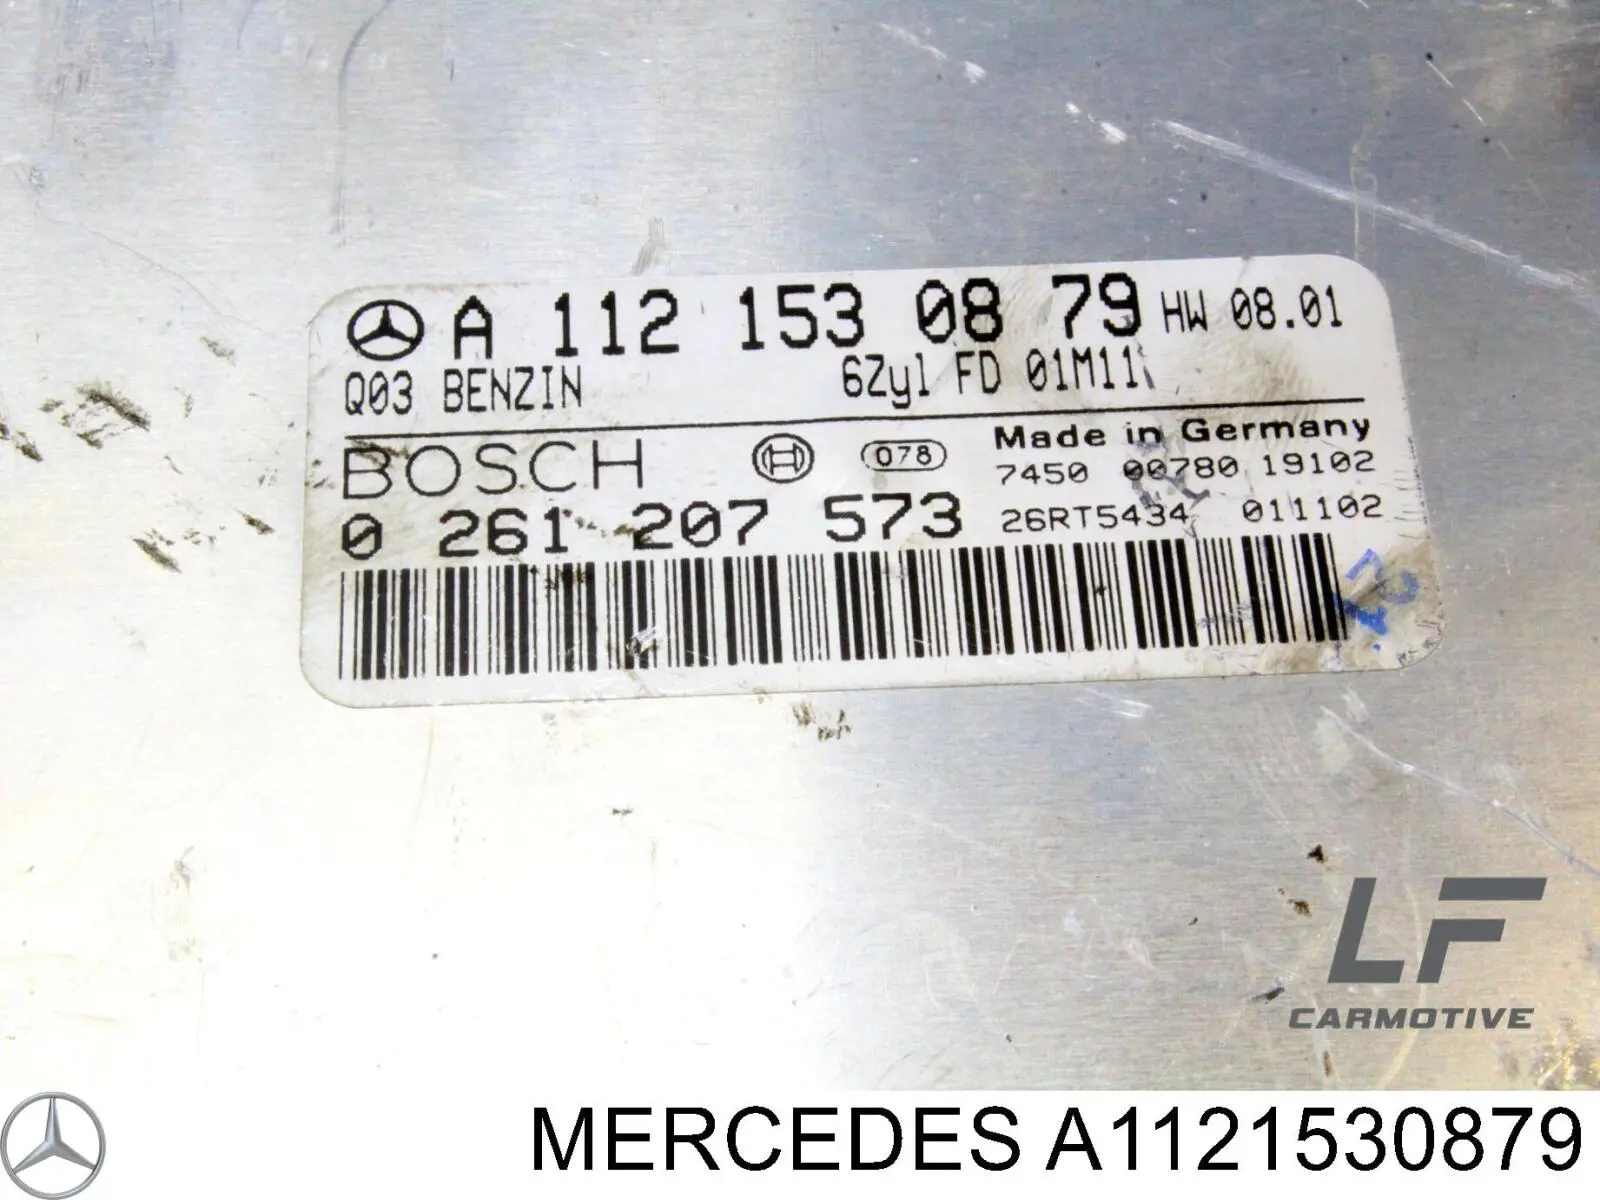 A 112 153 08 79 HW 08.01
Q03 BENZIN 6Zyl FD 01M11
BOSCH 078 Made in Germany
7450 00780 19102
0 261 207 573 26RT5434 011102
LF
CARMOTIVE
MERCEDES A1121530879